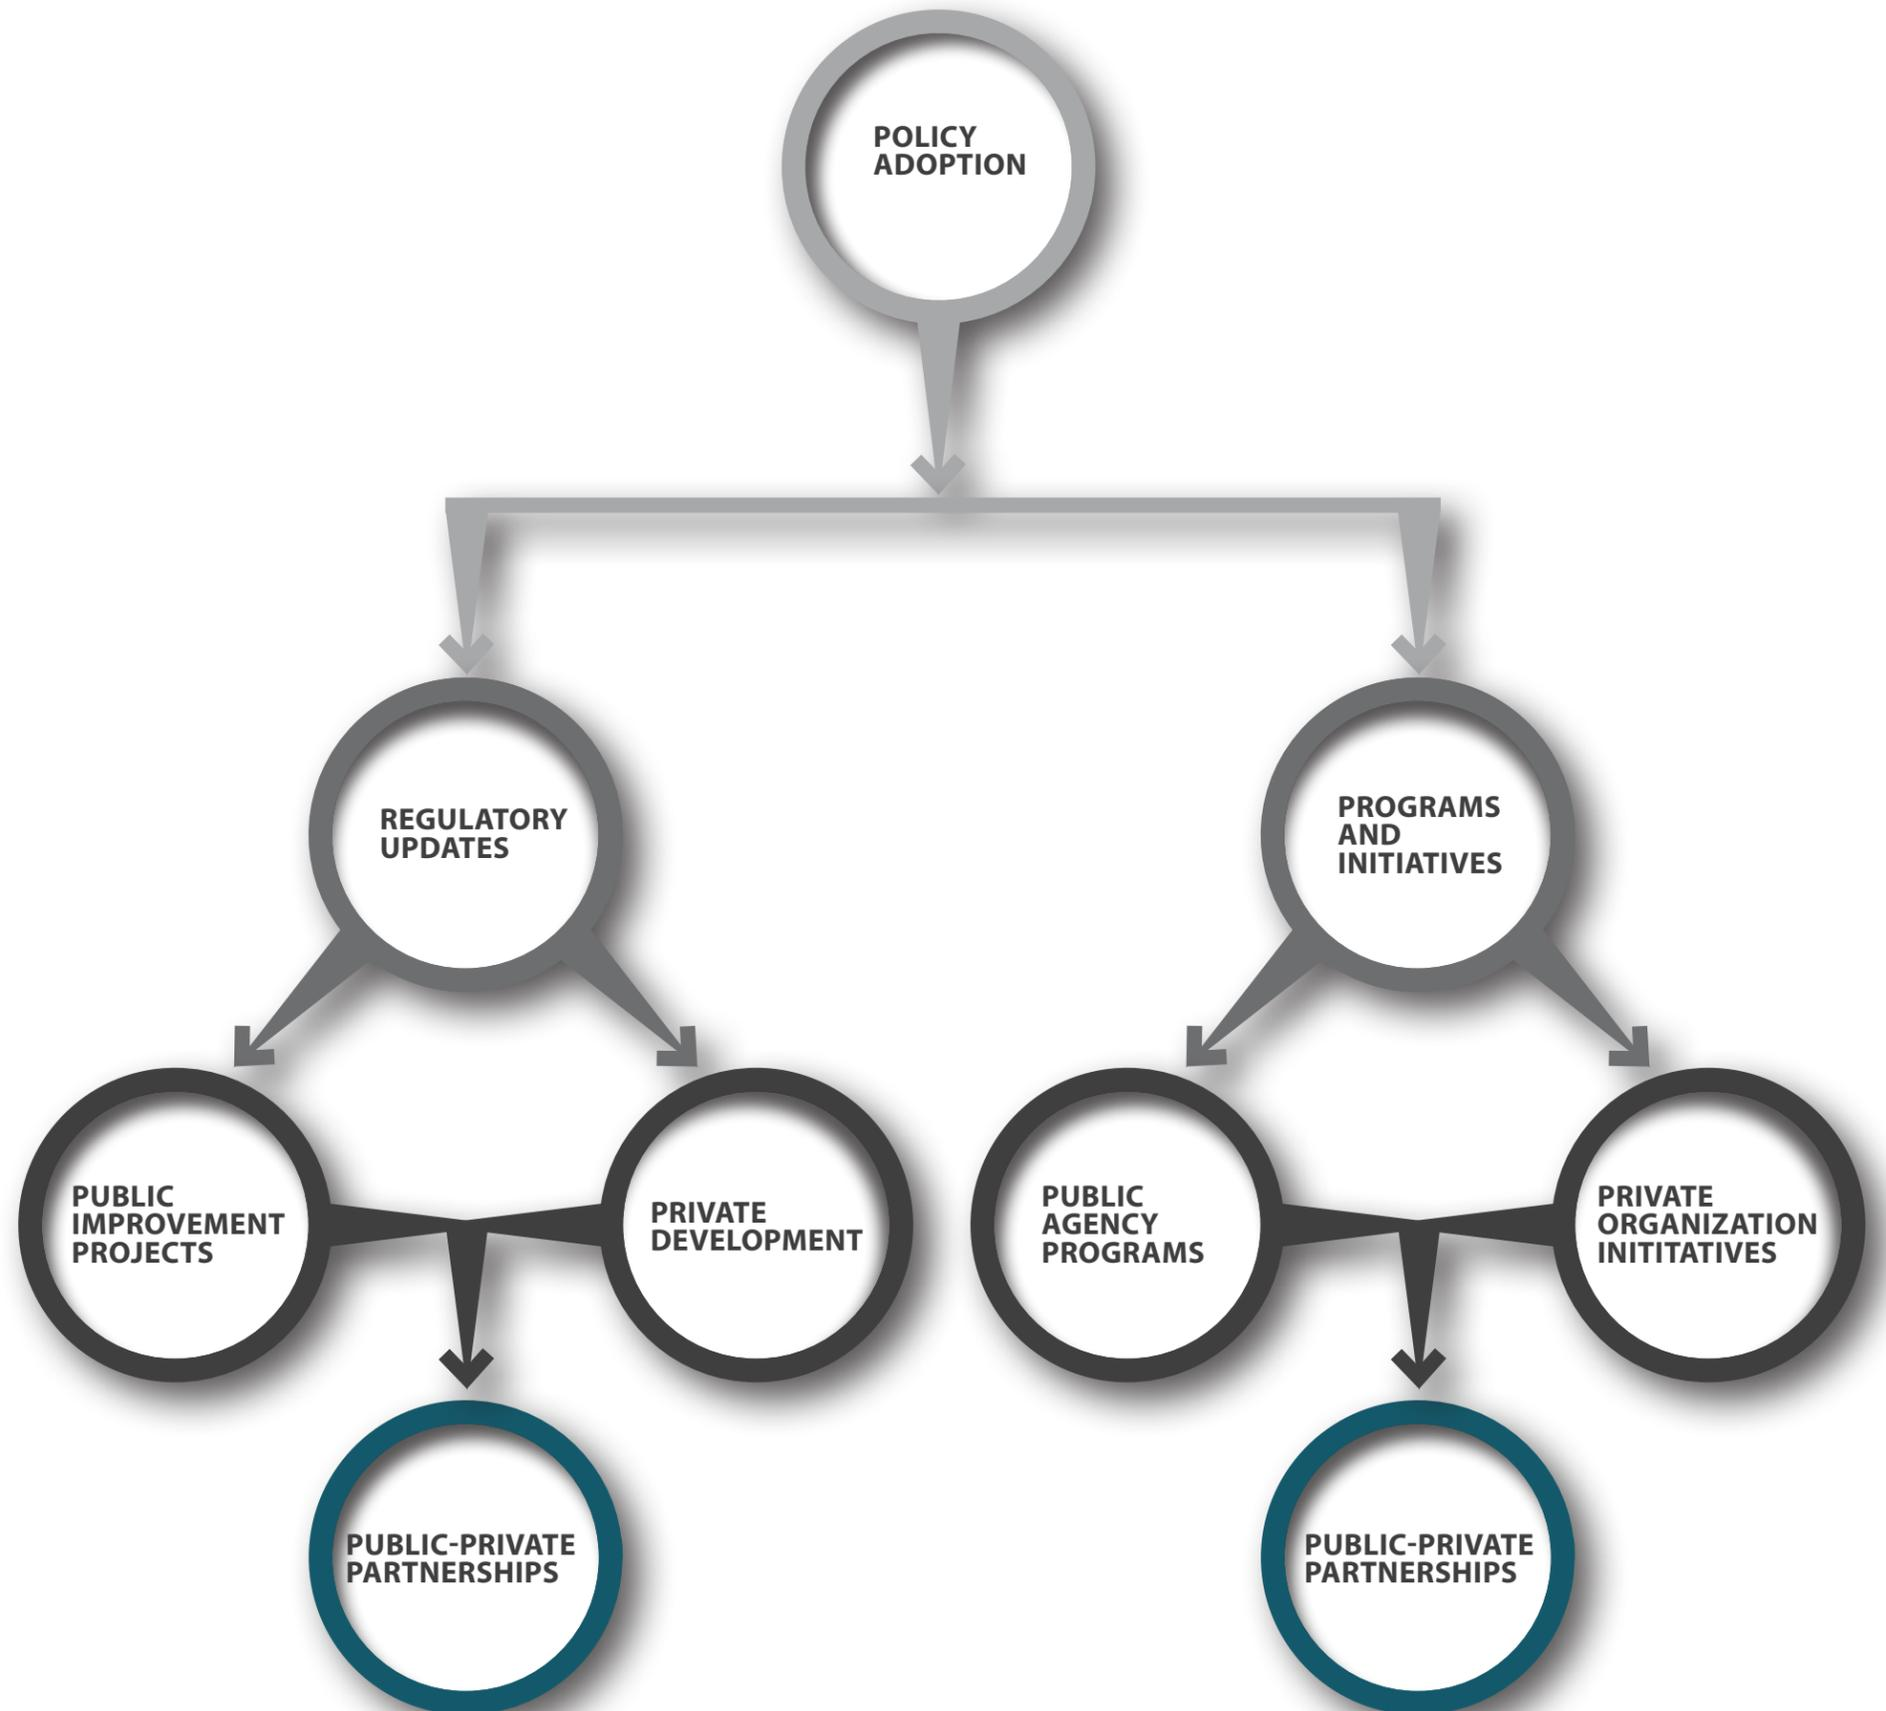 POLICY
ADOPTION
REGULATORY
UPDATES
PROGRAMS
AND
INITIATIVES
PUBLIC
IMPROVEMENT
PROJECTS
PRIVATE
DEVELOPMENT
PUBLIC
AGENCY
PROGRAMS
PRIVATE
ORGANIZATION
INITITATIVES
PUBLIC-PRIVATE
PARTNERSHIPS
PUBLIC-PRIVATE
PARTNERSHIPS